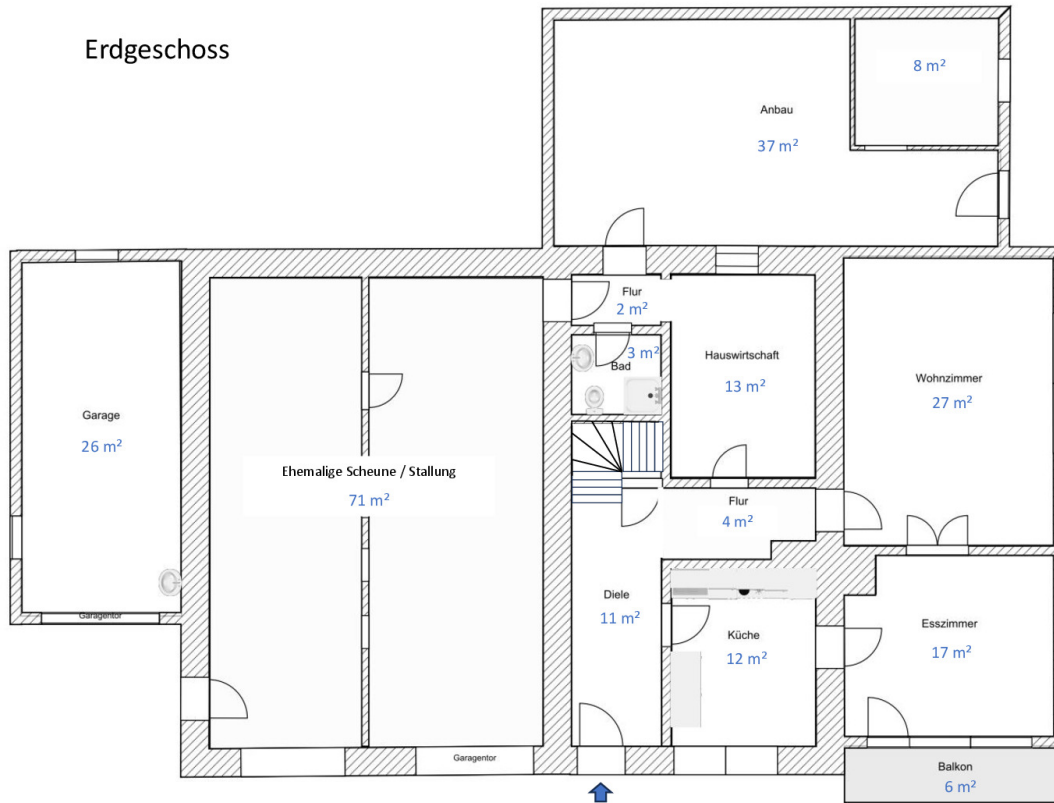 Erdgeschoss
8 m²
Anbau
37 m²
Flur
2 m²
3 m²
Bad
Hauswirtschaft
13 m²
Wohnzimmer
27 m²
Garage
26 m²
Ehemalige Scheune / Stallung
71 m²
Flur
4 m²
Diele
11 m²
Küche
12 m²
Esszimmer
17 m²
Garagentor
Garagentor
Balkon
6 m²